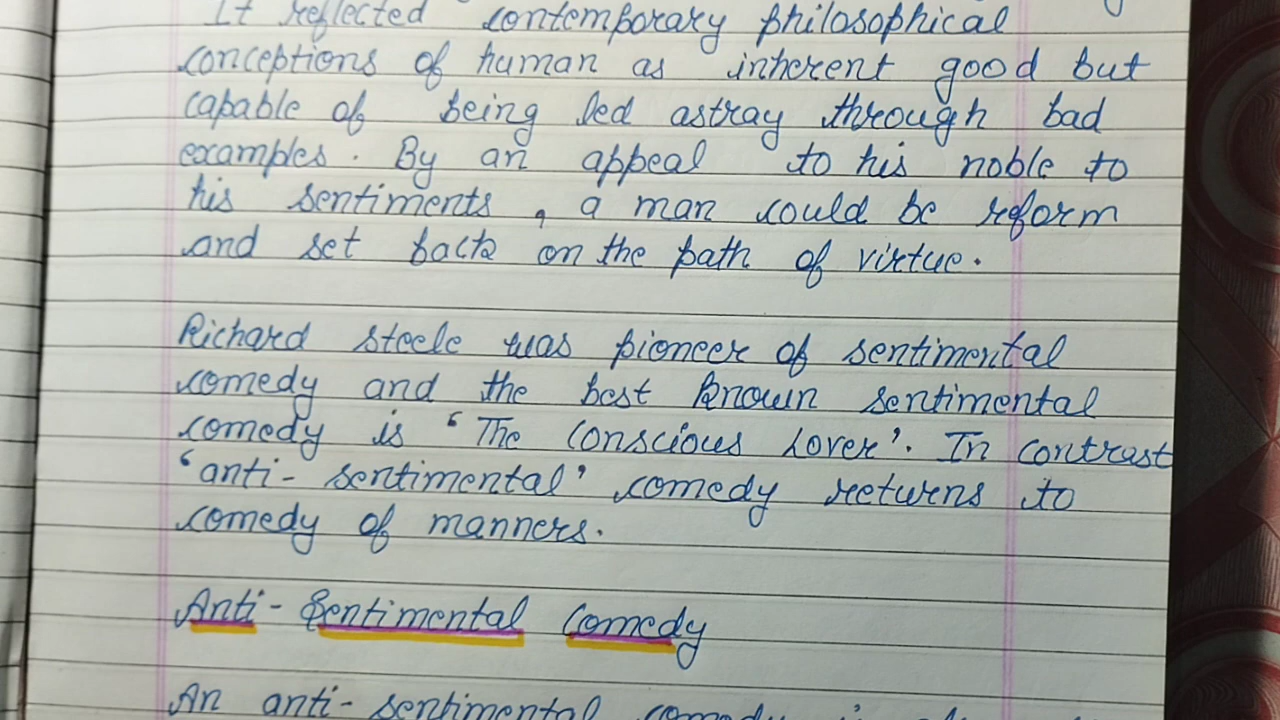 It reflected contemporary philosophical
conceptions of human as inherent good but
capable of being led astray through bad
examples. By an appeal to his noble to
his sentiments, a man could be reform
and set back on the path of virtue.
Richard steele was pioneer of sentimental
comedy and the best known sentimental
comedy is 'The Conscious Lover'. In contrast
'anti-sentimental' comedy returns to
comedy of manners.
Anti-Sentimental Comedy
An anti-sentimental comedy is